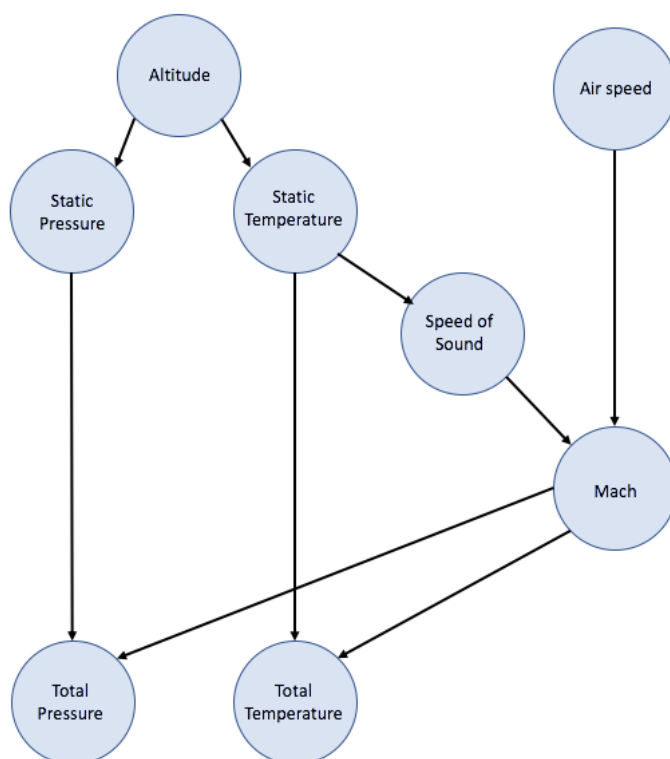 Altitude
Air speed
Static
Pressure
Static
Temperature
Speed of
Sound
Mach
Total
Pressure
Total
Temperature